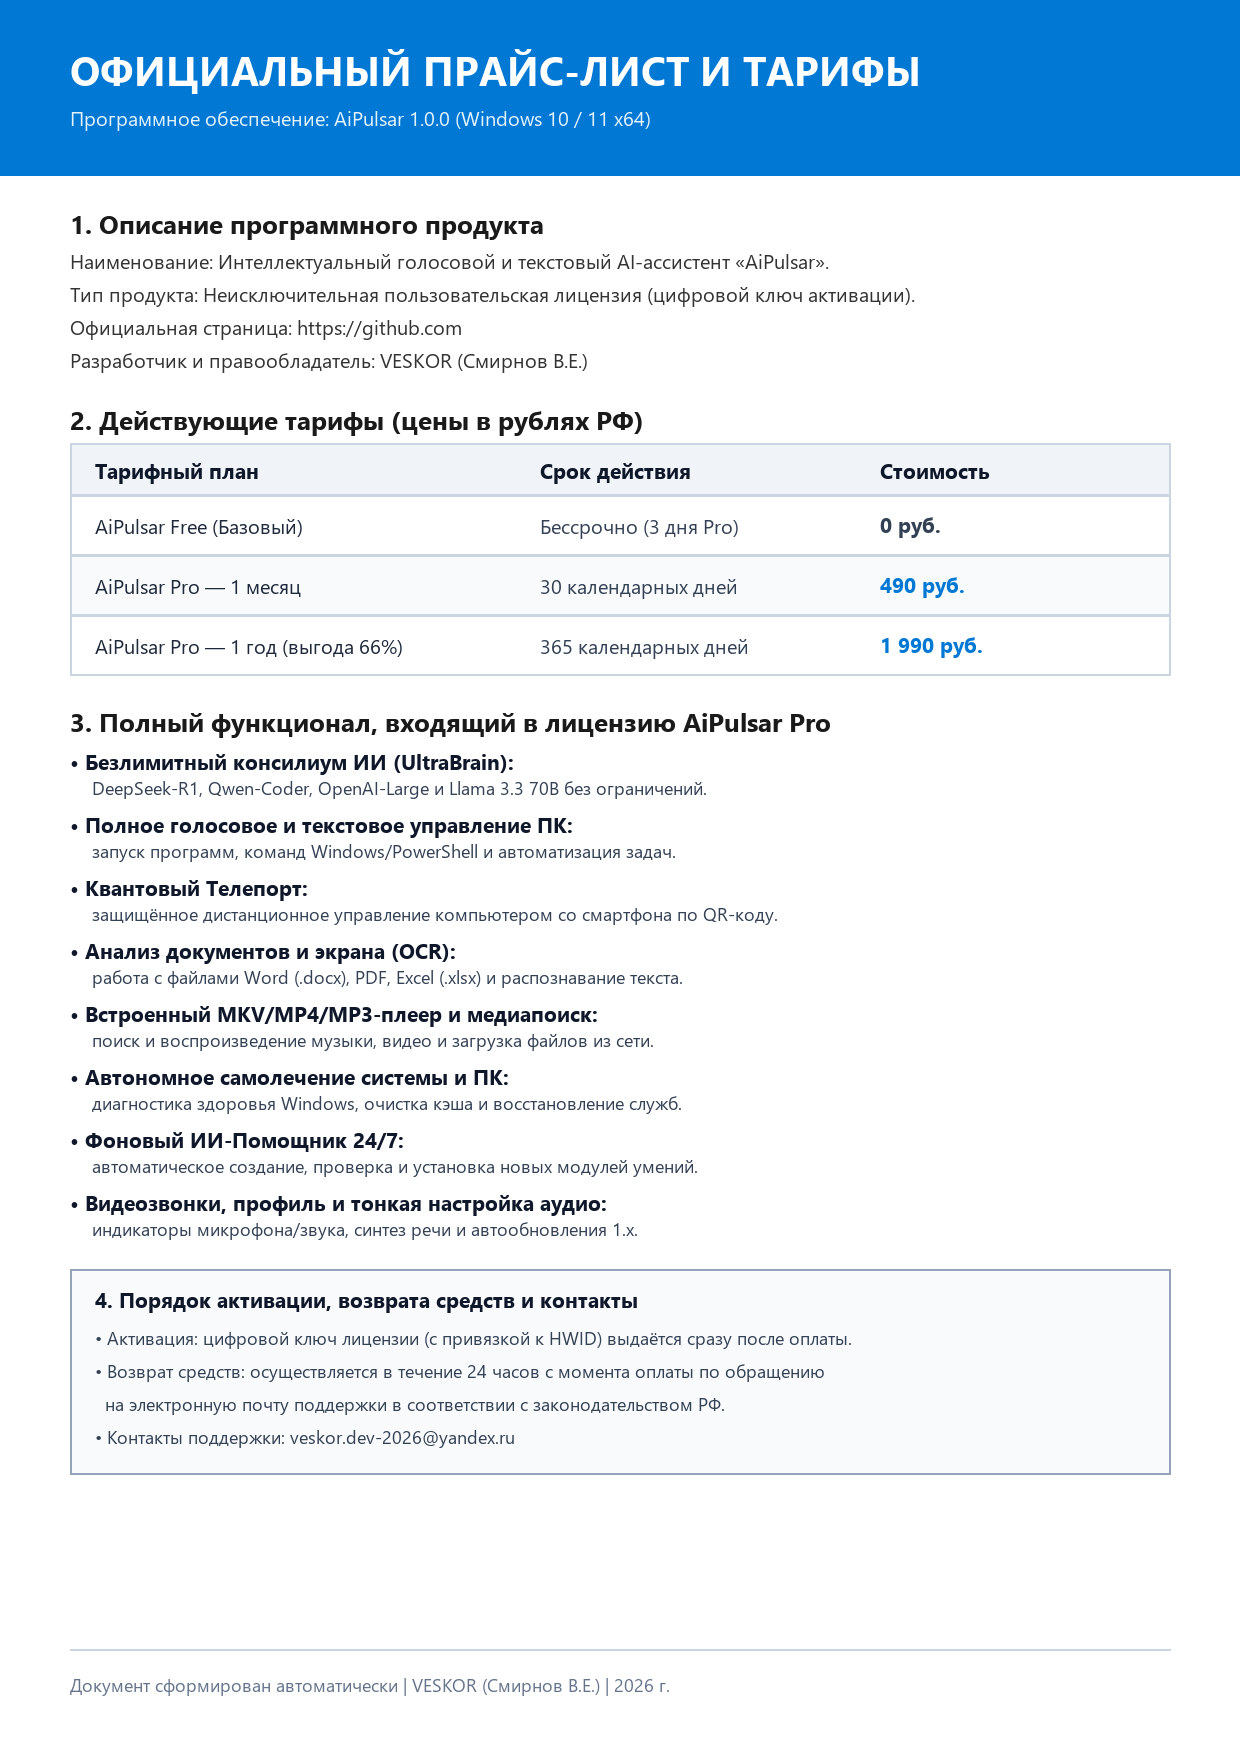 ОФИЦИАЛЬНЫЙ ПРАЙС-ЛИСТ И ТАРИФЫ
Программное обеспечение: AiPulsar 1.0.0 (Windows 10 / 11 x64)
1. Описание программного продукта
Наименование: Интеллектуальный голосовой и текстовый AI-ассистент «AiPulsar».
Тип продукта: Неисключительная пользовательская лицензия (цифровой ключ активации).
Официальная страница: https://github.com
Разработчик и правообладатель: VESKOR (Смирнов В.Е.)
2. Действующие тарифы (цены в рублях РФ)
Тарифный план Срок действия Стоимость
AiPulsar Free (Базовый) Бессрочно (3 дня Pro) 0 руб.
AiPulsar Pro — 1 месяц 30 календарных дней 490 руб.
AiPulsar Pro — 1 год (выгода 66%) 365 календарных дней 1 990 руб.
3. Полный функционал, входящий в лицензию AiPulsar Pro
• Безлимитный консилиум ИИ (UltraBrain):
DeepSeek-R1, Qwen-Coder, OpenAI-Large и Llama 3.3 70B без ограничений.
• Полное голосовое и текстовое управление ПК:
запуск программ, команд Windows/PowerShell и автоматизация задач.
• Квантовый Телепорт:
защищённое дистанционное управление компьютером со смартфона по QR-коду.
• Анализ документов и экрана (OCR):
работа с файлами Word (.docx), PDF, Excel (.xlsx) и распознавание текста.
• Встроенный MKV/MP4/MP3-плеер и медиапоиск:
поиск и воспроизведение музыки, видео и загрузка файлов из сети.
• Автономное самолечение системы и ПК:
диагностика здоровья Windows, очистка кэша и восстановление служб.
• Фоновый ИИ-Помощник 24/7:
автоматическое создание, проверка и установка новых модулей умений.
• Видеозвонки, профиль и тонкая настройка аудио:
индикаторы микрофона/звука, синтез речи и автообновления 1.x.
4. Порядок активации, возврата средств и контакты
• Активация: цифровой ключ лицензии (с привязкой к HWID) выдаётся сразу после оплаты.
• Возврат средств: осуществляется в течение 24 часов с момента оплаты по обращению
на электронную почту поддержки в соответствии с законодательством РФ.
• Контакты поддержки: veskor.dev-2026@yandex.ru
Документ сформирован автоматически | VESKOR (Смирнов В.Е.) | 2026 г.